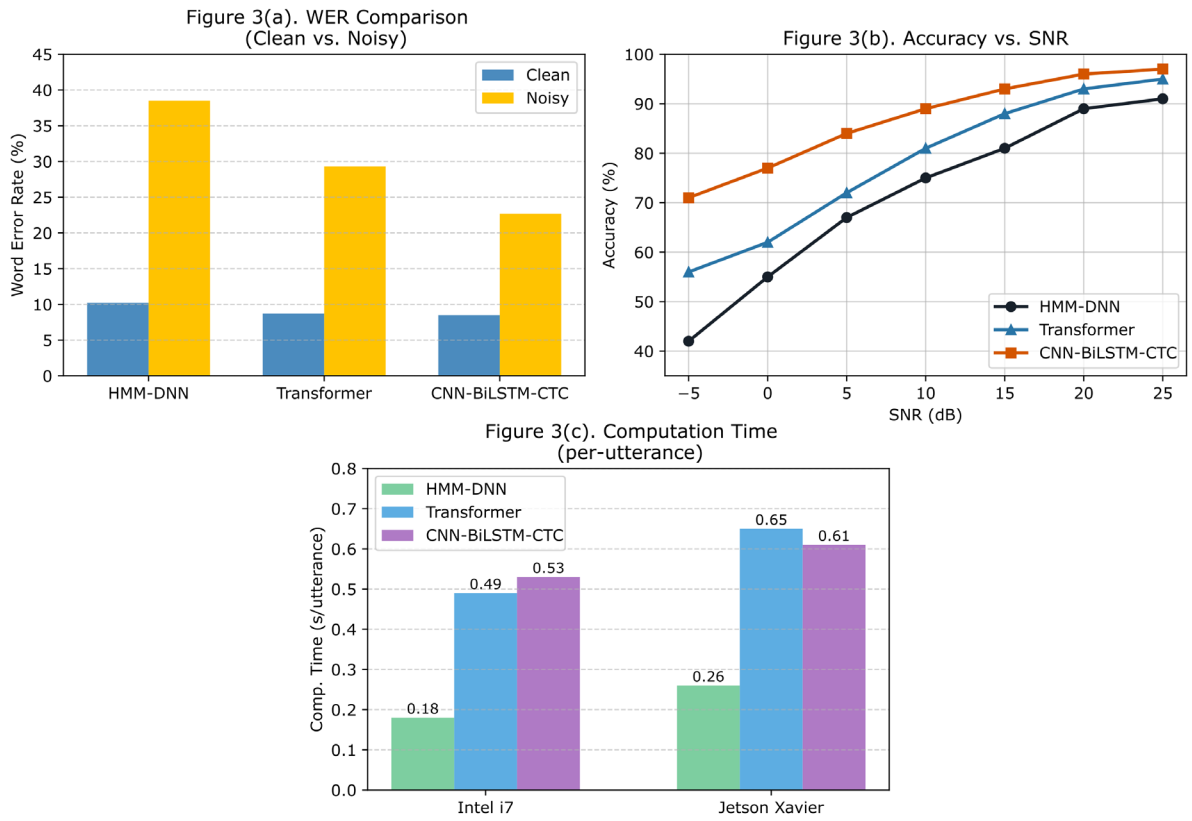 Figure 3(a). WER Comparison
(Clean vs. Noisy)
Word Error Rate (%)
45
40
35
30
25
20
15
10
5
0
Clean
Noisy
HMM-DNN
Transformer
CNN-BiLSTM-CTC
Figure 3(b). Accuracy vs. SNR
Accuracy (%)
100
90
80
70
60
50
40
HMM-DNN
Transformer
CNN-BiLSTM-CTC
−5
0
5
10
15
20
25
SNR (dB)
Figure 3(c). Computation Time
(per-utterance)
Comp. Time (s/utterance)
0.8
0.7
0.6
0.5
0.4
0.3
0.2
0.1
0.0
HMM-DNN
Transformer
CNN-BiLSTM-CTC
0.18
0.49
0.53
0.26
0.65
0.61
Intel i7
Jetson Xavier